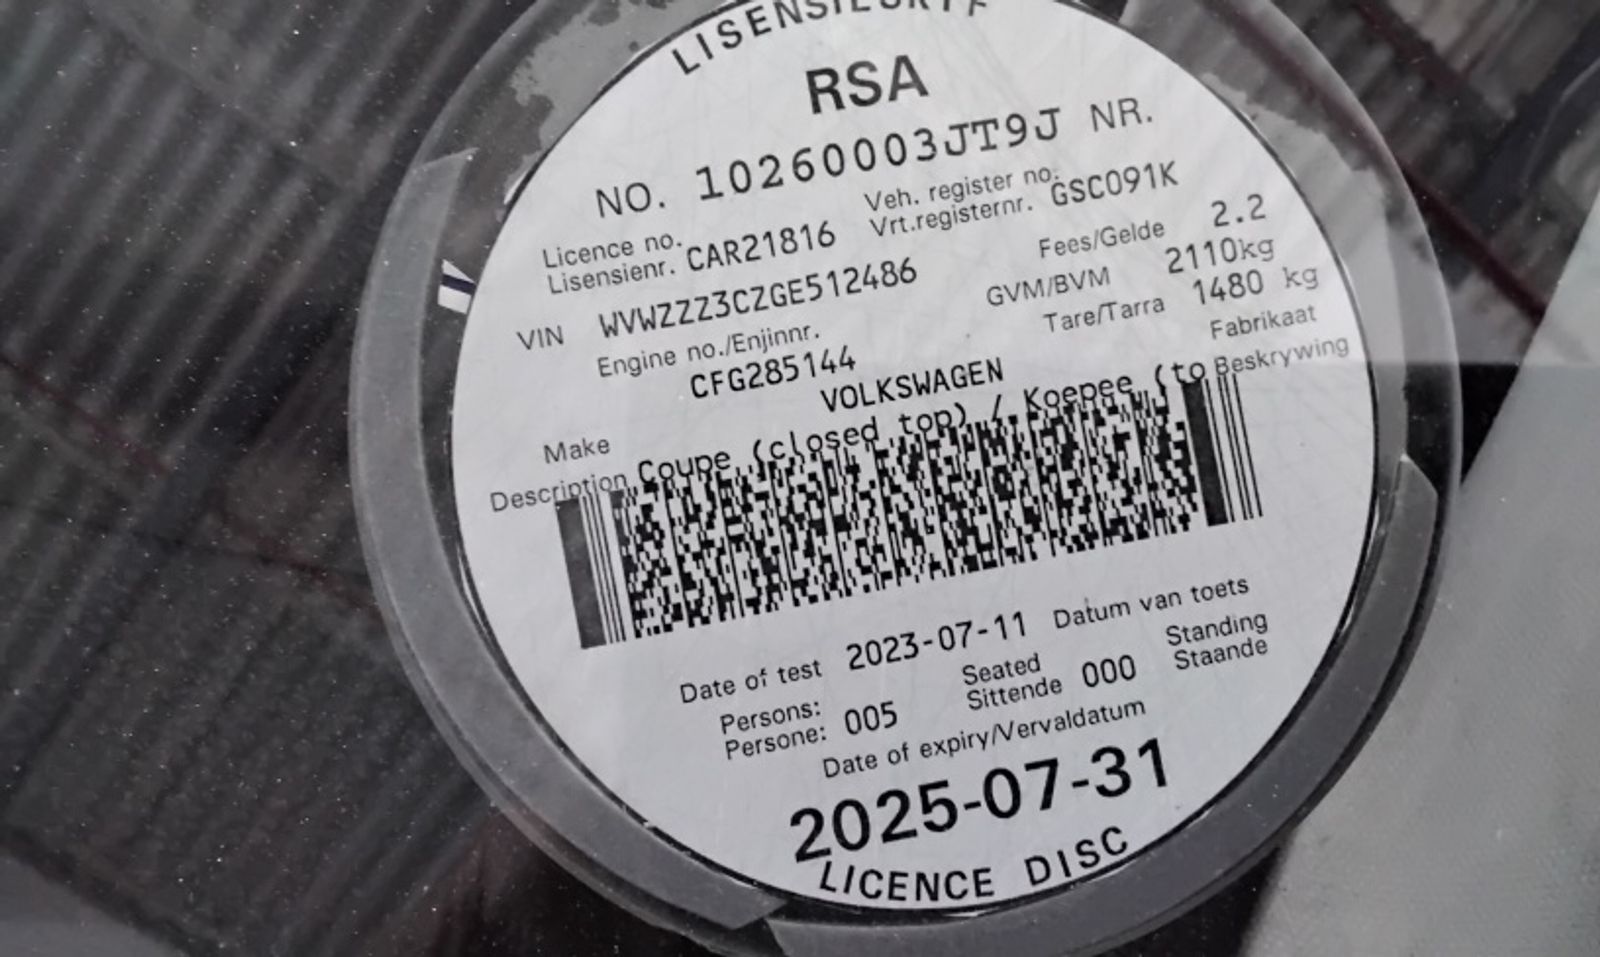 RSA
NO. 10260003JT9J NR.
Licence no. Veh. register no.
Lisensienr. CAR21816 Vrt.registernr. GSC091K
VIN WVWZZZ3CZGE512486 Fees/Gelde 2.2
Engine no./Enjinnr. GVM/BVM 2110kg
CFG285144 Tare/Tarra 1480 kg
Make VOLKSWAGEN Fabrikaat
Description Coupe (closed top) / Koepee (to Beskrywing
Date of test 2023-07-11 Datum van toets
Persons: Seated Standing
Persone: 005 Sittende 000 Staande
Date of expiry/Vervaldatum
2025-07-31
LICENCE DISC